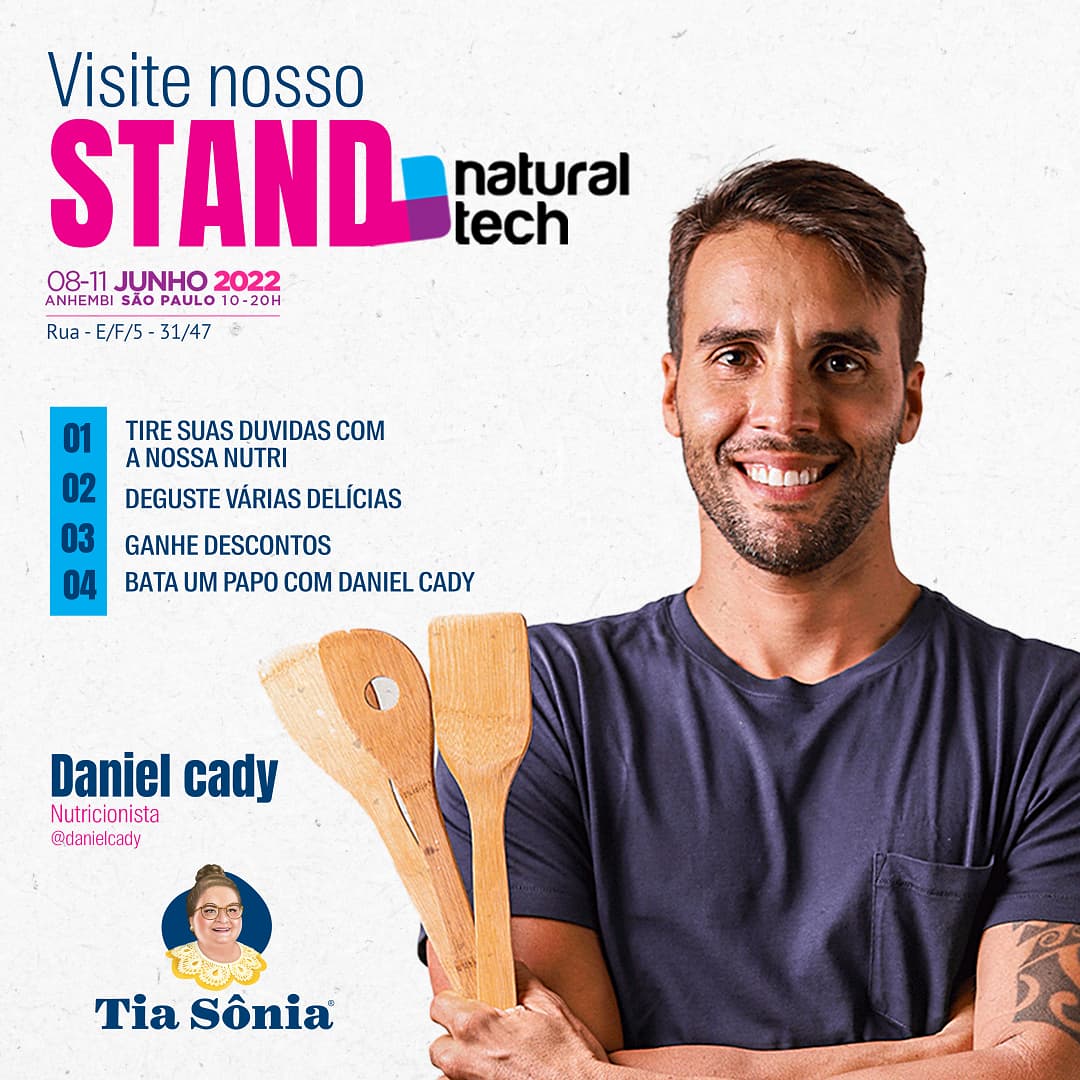 Visite nosso
STAND
natural
tech
08-11 JUNHO 2022
ANHEMBI SÃO PAULO 10-20H
Rua - E/F/5 - 31/47
01 TIRE SUAS DUVIDAS COM
A NOSSA NUTRI
02 DEGUSTE VÁRIAS DELÍCIAS
03 GANHE DESCONTOS
04 BATA UM PAPO COM DANIEL CADY
Daniel cady
Nutricionista
@danielcady
Tia Sônia®